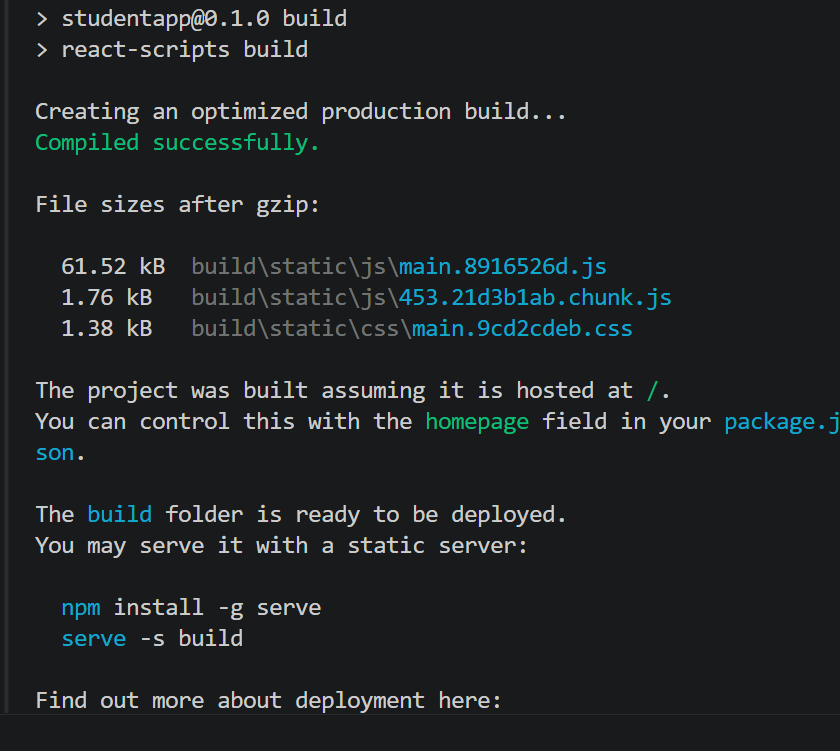 > studentapp@0.1.0 build
> react-scripts build
Creating an optimized production build...
Compiled successfully.
File sizes after gzip:
61.52 kB  build\static\js\main.8916526d.js
1.76 kB   build\static\js\453.21d3b1ab.chunk.js
1.38 kB   build\static\css\main.9cd2cdeb.css
The project was built assuming it is hosted at /.
You can control this with the homepage field in your package.j
son.
The build folder is ready to be deployed.
You may serve it with a static server:
npm install -g serve
serve -s build
Find out more about deployment here: